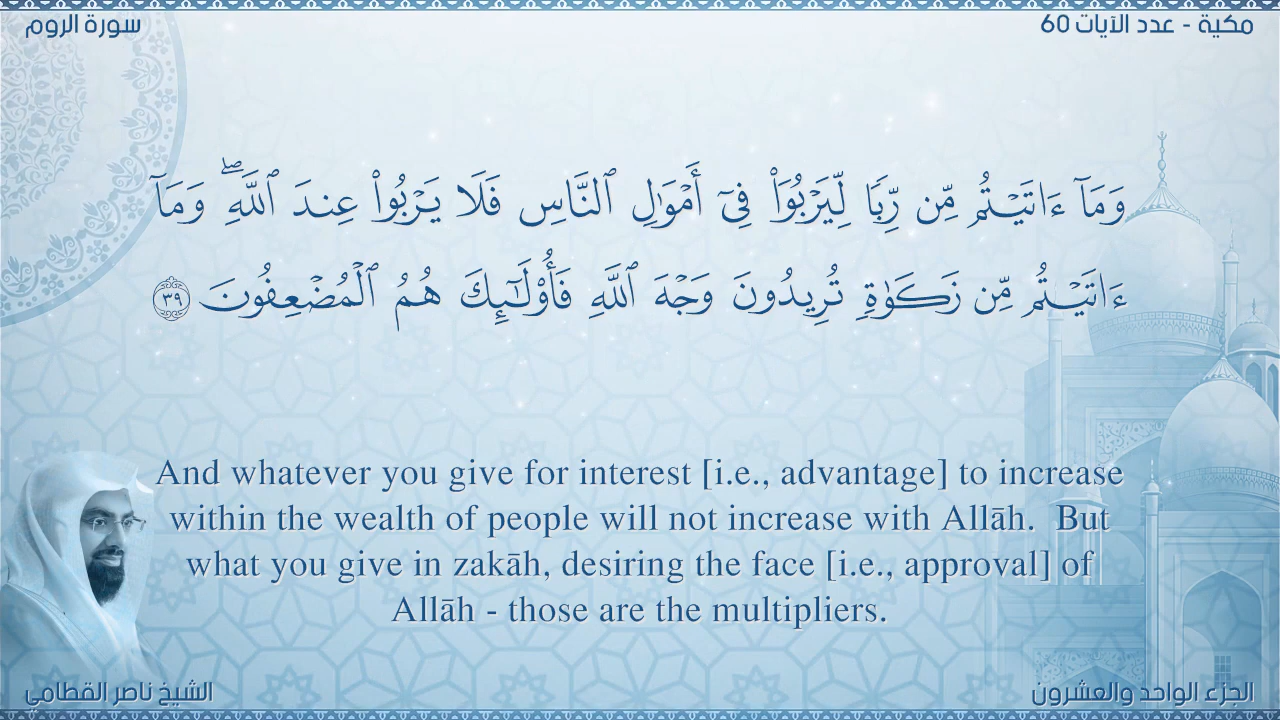 مكية - عدد الآيات 60
سورة الروم
وَمَآ ءَاتَيْتُم مِّن رِّبًا لِّيَرْبُوَا۟ فِىٓ أَمْوَٰلِ ٱلنَّاسِ فَلَا يَرْبُوا۟ عِندَ ٱللَّهِ ۖ وَمَآ
ءَاتَيْتُم مِّن زَكَوٰةٍ تُرِيدُونَ وَجْهَ ٱللَّهِ فَأُو۟لَـٰٓئِكَ هُمُ ٱلْمُضْعِفُونَ ٣٩
And whatever you give for interest [i.e., advantage] to increase
within the wealth of people will not increase with Allāh. But
what you give in zakāh, desiring the face [i.e., approval] of
Allāh - those are the multipliers.
الجزء الواحد والعشرون
الشيخ ناصر القطامي